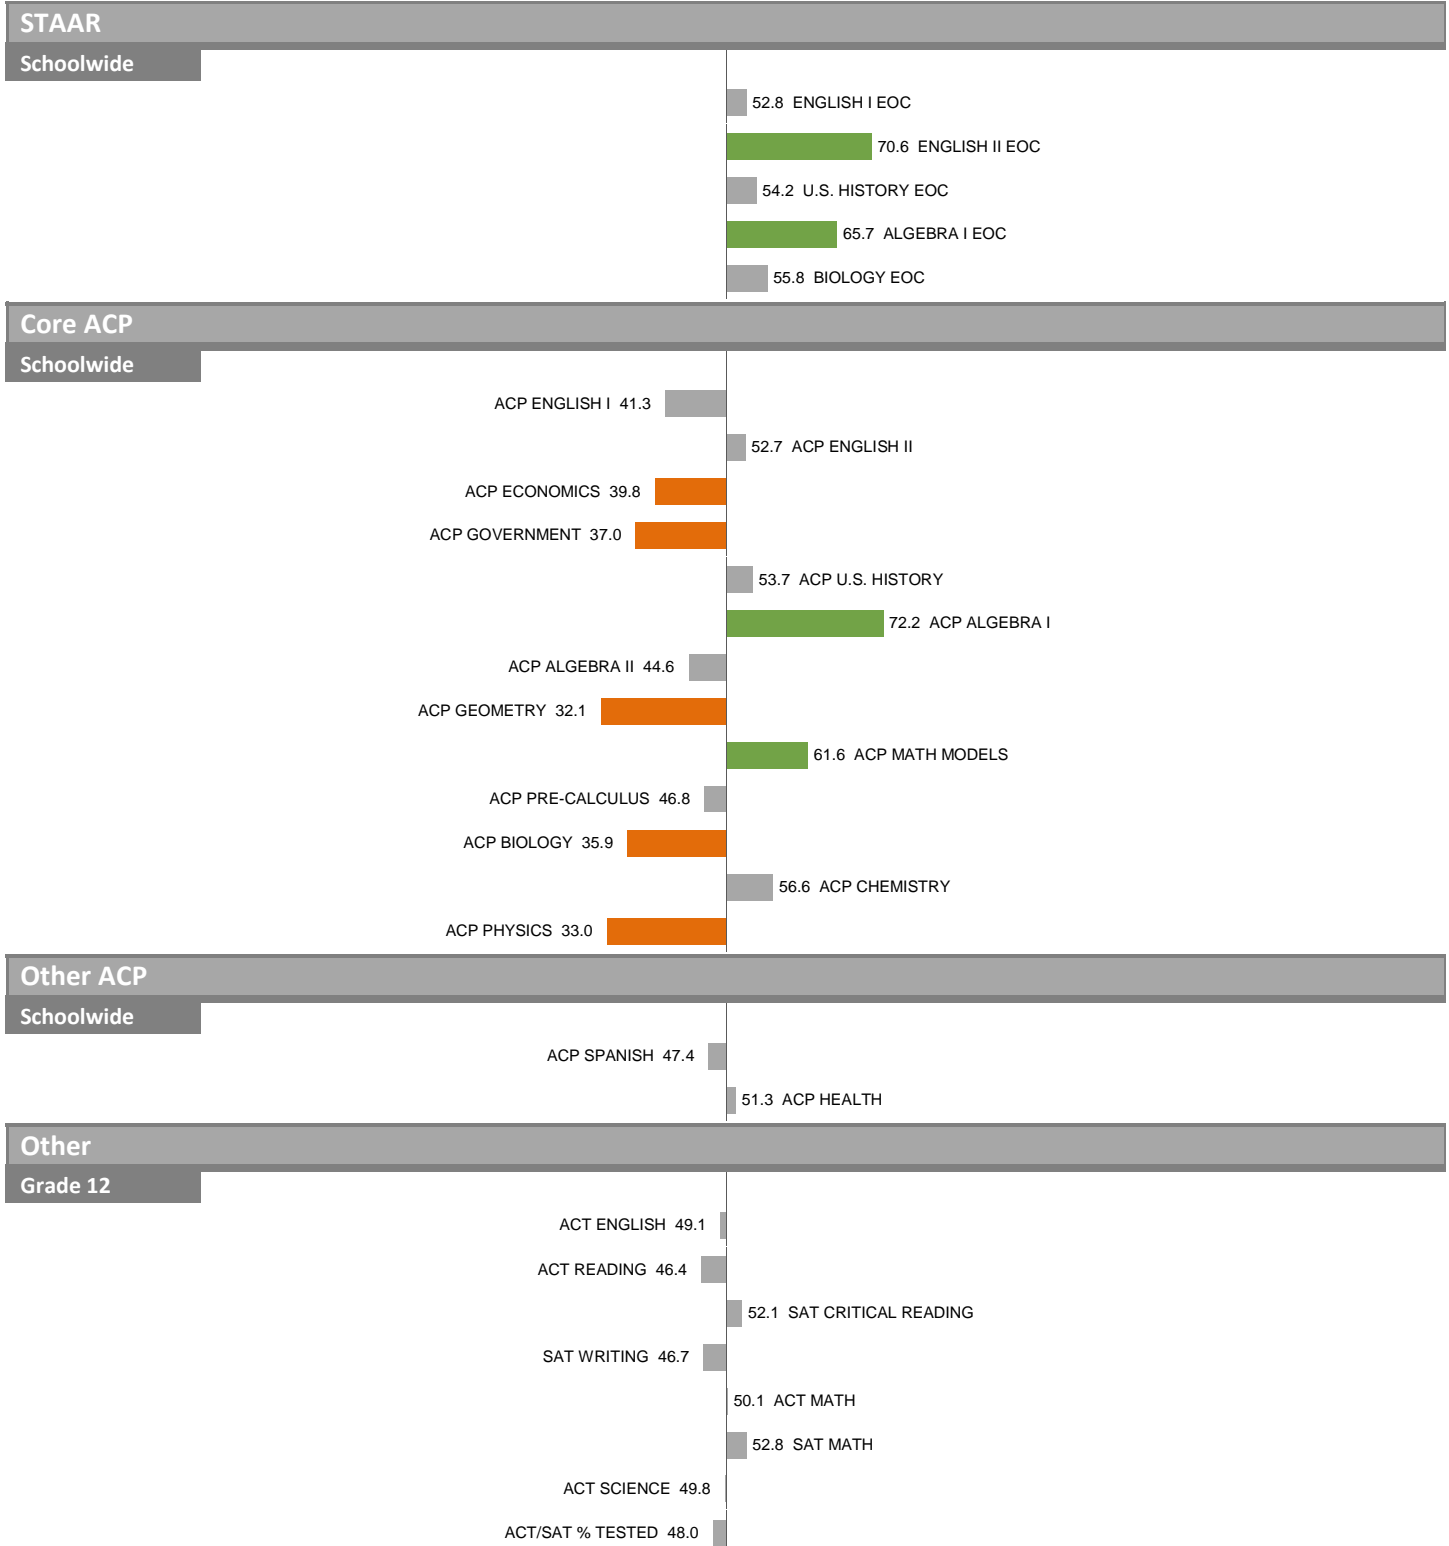 STAAR
Schoolwide
52.8 ENGLISH I EOC
70.6 ENGLISH II EOC
54.2 U.S. HISTORY EOC
65.7 ALGEBRA I EOC
55.8 BIOLOGY EOC
Core ACP
Schoolwide
ACP ENGLISH I 41.3
52.7 ACP ENGLISH II
ACP ECONOMICS 39.8
ACP GOVERNMENT 37.0
53.7 ACP U.S. HISTORY
72.2 ACP ALGEBRA I
ACP ALGEBRA II 44.6
ACP GEOMETRY 32.1
61.6 ACP MATH MODELS
ACP PRE-CALCULUS 46.8
ACP BIOLOGY 35.9
56.6 ACP CHEMISTRY
ACP PHYSICS 33.0
Other ACP
Schoolwide
ACP SPANISH 47.4
51.3 ACP HEALTH
Other
Grade 12
ACT ENGLISH 49.1
ACT READING 46.4
52.1 SAT CRITICAL READING
SAT WRITING 46.7
50.1 ACT MATH
52.8 SAT MATH
ACT SCIENCE 49.8
ACT/SAT % TESTED 48.0